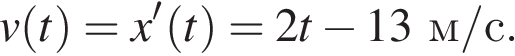 v(t) = x′(t) = 2t − 13 м/с.